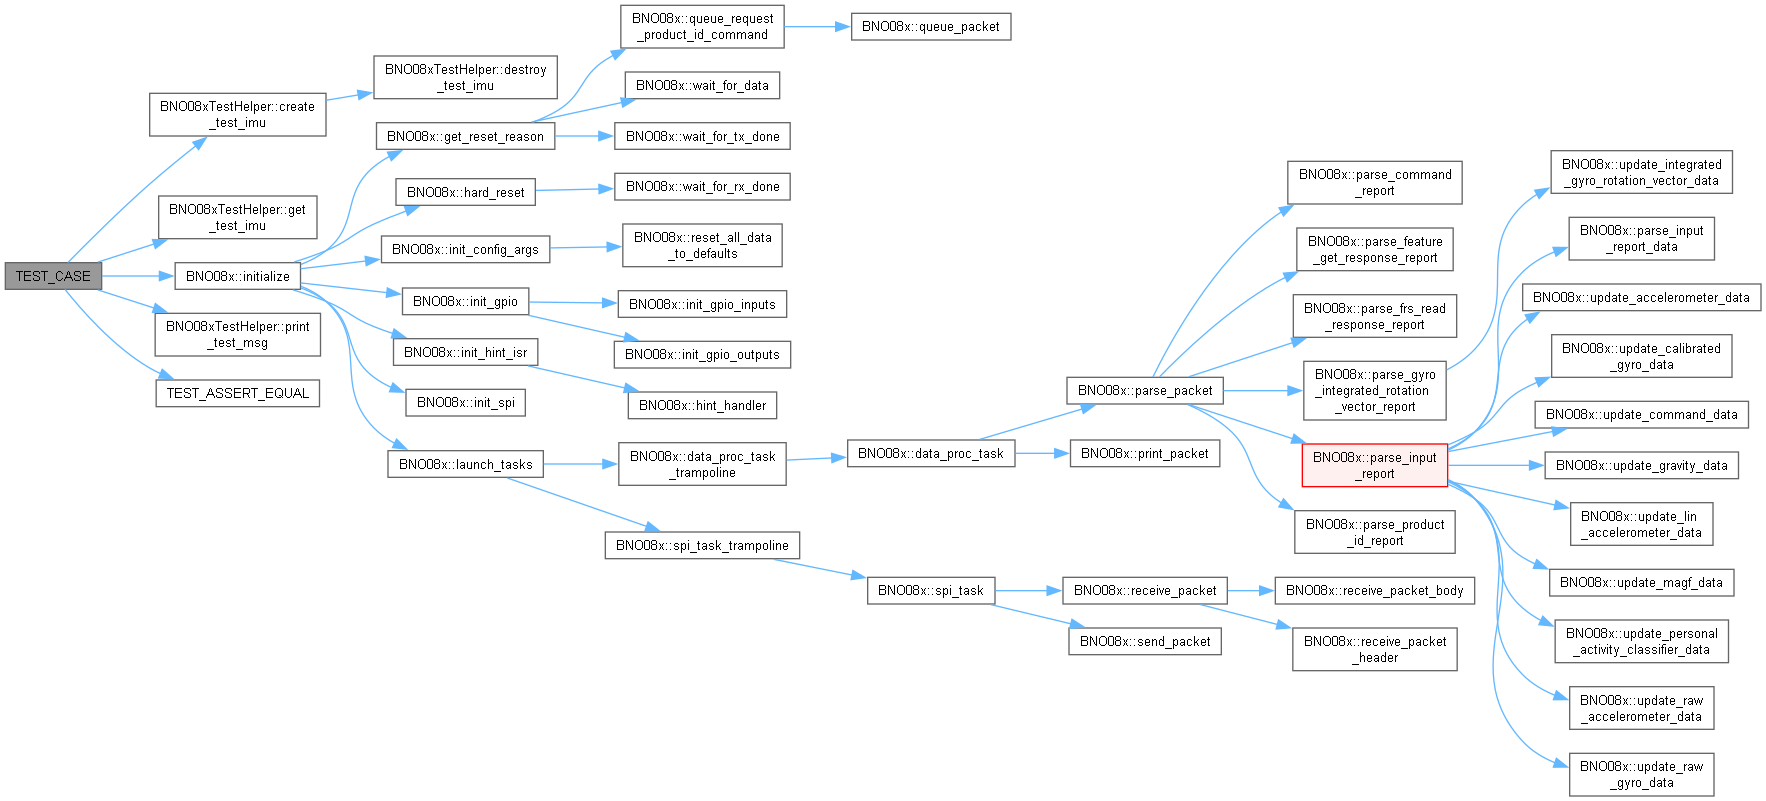 TEST_CASE
BNO08xTestHelper::create
_test_imu
BNO08xTestHelper::destroy
_test_imu
BNO08xTestHelper::get
_test_imu
BNO08x::initialize
BNO08xTestHelper::print
_test_msg
TEST_ASSERT_EQUAL
BNO08x::get_reset_reason
BNO08x::hard_reset
BNO08x::init_config_args
BNO08x::init_gpio
BNO08x::init_hint_isr
BNO08x::init_spi
BNO08x::launch_tasks
BNO08x::queue_request
_product_id_command
BNO08x::queue_packet
BNO08x::wait_for_data
BNO08x::wait_for_tx_done
BNO08x::wait_for_rx_done
BNO08x::reset_all_data
_to_defaults
BNO08x::init_gpio_inputs
BNO08x::init_gpio_outputs
BNO08x::hint_handler
BNO08x::data_proc_task
_trampoline
BNO08x::spi_task_trampoline
BNO08x::data_proc_task
BNO08x::spi_task
BNO08x::parse_packet
BNO08x::print_packet
BNO08x::receive_packet
BNO08x::send_packet
BNO08x::parse_command
_report
BNO08x::parse_feature
_get_response_report
BNO08x::parse_frs_read
_response_report
BNO08x::parse_gyro
_integrated_rotation
_vector_report
BNO08x::parse_input
_report
BNO08x::parse_product
_id_report
BNO08x::receive_packet_body
BNO08x::receive_packet
_header
BNO08x::update_integrated
_gyro_rotation_vector_data
BNO08x::parse_input
_report_data
BNO08x::update_accelerometer_data
BNO08x::update_calibrated
_gyro_data
BNO08x::update_command_data
BNO08x::update_gravity_data
BNO08x::update_lin
_accelerometer_data
BNO08x::update_magf_data
BNO08x::update_personal
_activity_classifier_data
BNO08x::update_raw
_accelerometer_data
BNO08x::update_raw
_gyro_data